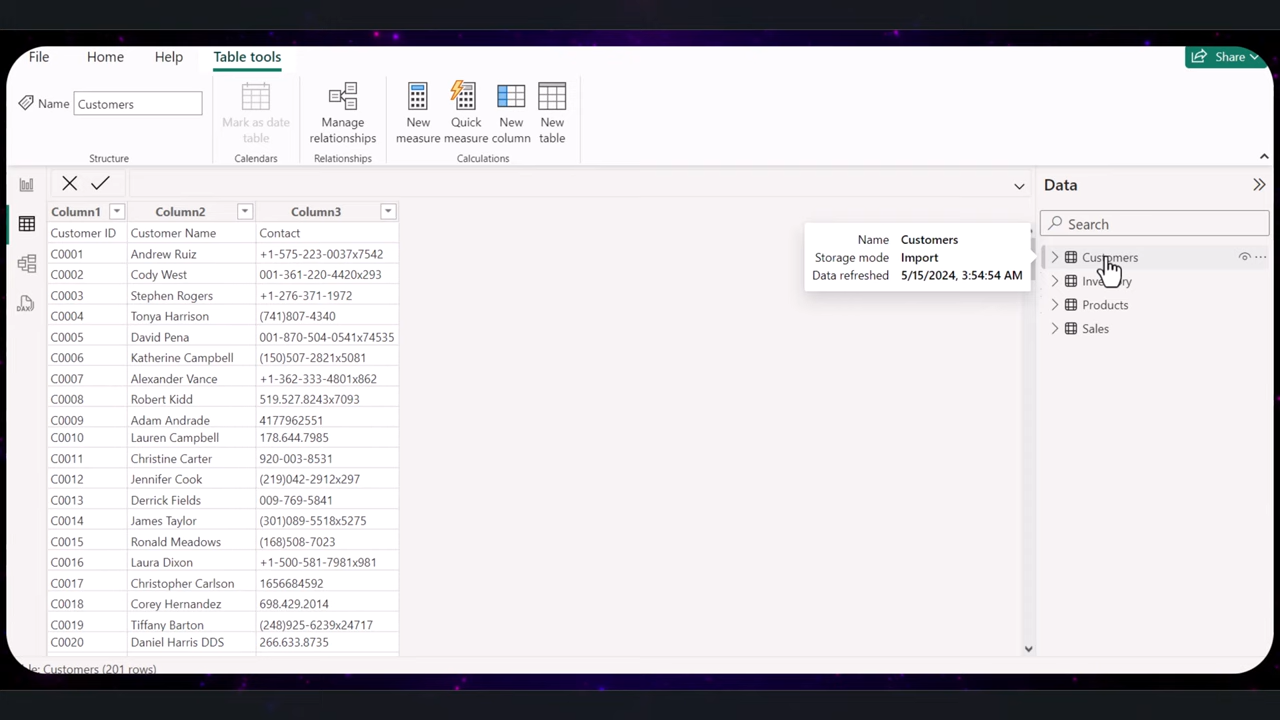 File Home Help Table tools Share
Name Customers
Mark as date table
Manage relationships
New measure
Quick measure
New column
New table
Structure Calendars Relationships Calculations
Data
Search
Customers
Inventory
Products
Sales
Name Customers
Storage mode Import
Data refreshed 5/15/2024, 3:54:54 AM
DAX
Column1 Column2 Column3
Customer ID Customer Name Contact
C0001 Andrew Ruiz +1-575-223-0037x7542
C0002 Cody West 001-361-220-4420x293
C0003 Stephen Rogers +1-276-371-1972
C0004 Tonya Harrison (741)807-4340
C0005 David Pena 001-870-504-0541x74535
C0006 Katherine Campbell (150)507-2821x5081
C0007 Alexander Vance +1-362-333-4801x862
C0008 Robert Kidd 519.527.8243x7093
C0009 Adam Andrade 4177962551
C0010 Lauren Campbell 178.644.7985
C0011 Christine Carter 920-003-8531
C0012 Jennifer Cook (219)042-2912x297
C0013 Derrick Fields 009-769-5841
C0014 James Taylor (301)089-5518x5275
C0015 Ronald Meadows (168)508-7023
C0016 Laura Dixon +1-500-581-7981x981
C0017 Christopher Carlson 1656684592
C0018 Corey Hernandez 698.429.2014
C0019 Tiffany Barton (248)925-6239x24717
C0020 Daniel Harris DDS 266.633.8735
Customers (201 rows)